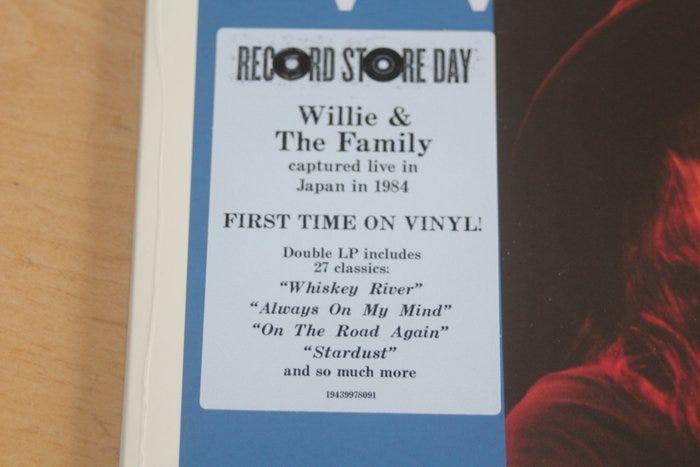 RECORD STORE DAY
Willie &
The Family
captured live in
Japan in 1984
FIRST TIME ON VINYL!
Double LP includes
27 classics:
“Whiskey River”
“Always On My Mind”
“On The Road Again”
“Stardust”
and so much more
19439978091